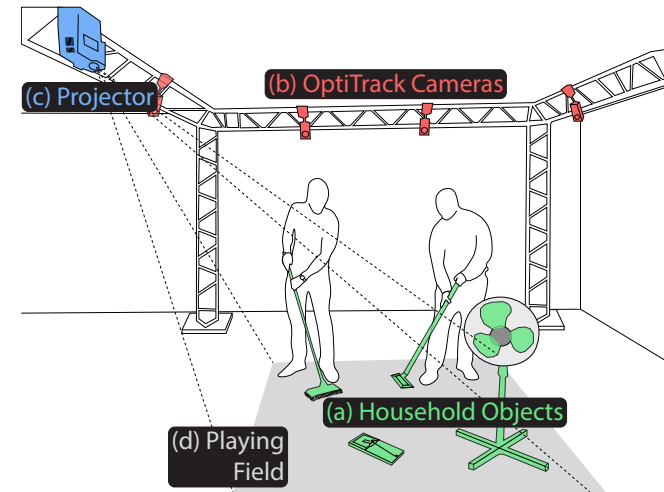 (b) OptiTrack Cameras
(c) Projector
(a) Household Objects
(d) Playing
Field